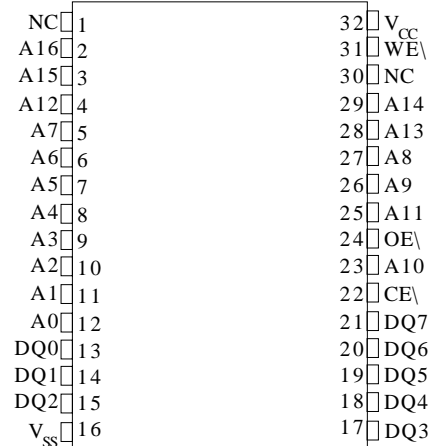 NC 1 32 V_CC
A16 2 31 WE\
A15 3 30 NC
A12 4 29 A14
A7 5 28 A13
A6 6 27 A8
A5 7 26 A9
A4 8 25 A11
A3 9 24 OE\
A2 10 23 A10
A1 11 22 CE\
A0 12 21 DQ7
DQ0 13 20 DQ6
DQ1 14 19 DQ5
DQ2 15 18 DQ4
V_SS 16 17 DQ3